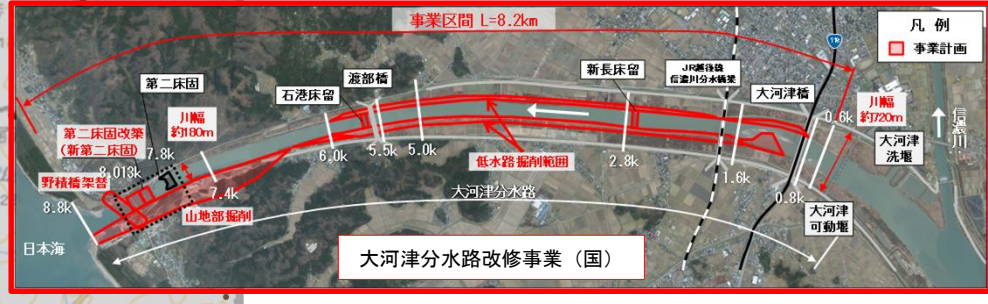 事業区間 L=8.2km
凡 例
事業計画
118
第二床固
渡部橋
石港床留
新長床留
JR越後線
信濃川分水橋梁
大河津橋
川幅
約720m
0.6k
信濃川
大河津
洗堰
川幅
約180m
第二床固改築
(新第二床固)
7.8k
8.013k
野積橋架替
8.8k
7.4k
山地部掘削
6.0k
5.5k
5.0k
低水路掘削範囲
2.8k
1.6k
0.8k
大河津
可動堰
大河津分水路
日本海
大河津分水路改修事業（国）